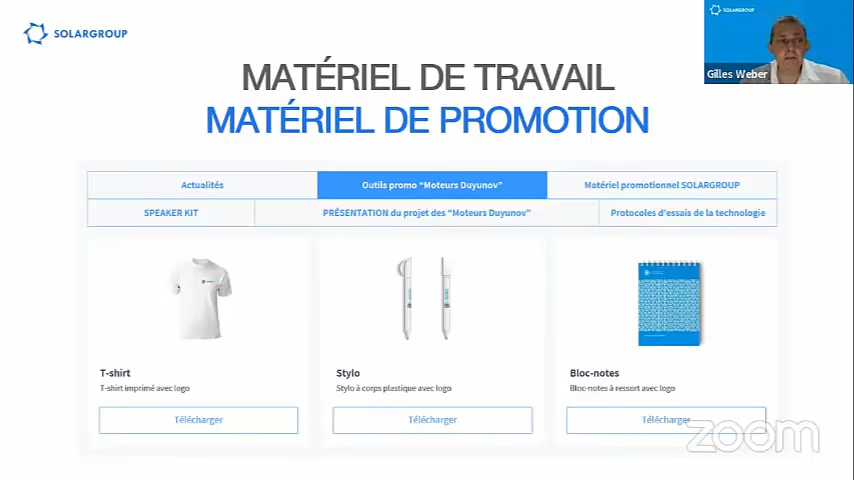 SOLARGROUP
SOLARGROUP
Gilles Weber
MATÉRIEL DE TRAVAIL
MATÉRIEL DE PROMOTION
Actualités
Outils promo "Moteurs Duyunov"
Matériel promotionnel SOLARGROUP
SPEAKER KIT
PRÉSENTATION du projet des "Moteurs Duyunov"
Protocoles d'essais de la technologie
T-shirt
T-shirt imprimé avec logo
Télécharger
Stylo
Stylo à corps plastique avec logo
Télécharger
Bloc-notes
Bloc-notes à ressort avec logo
Télécharger
zoom